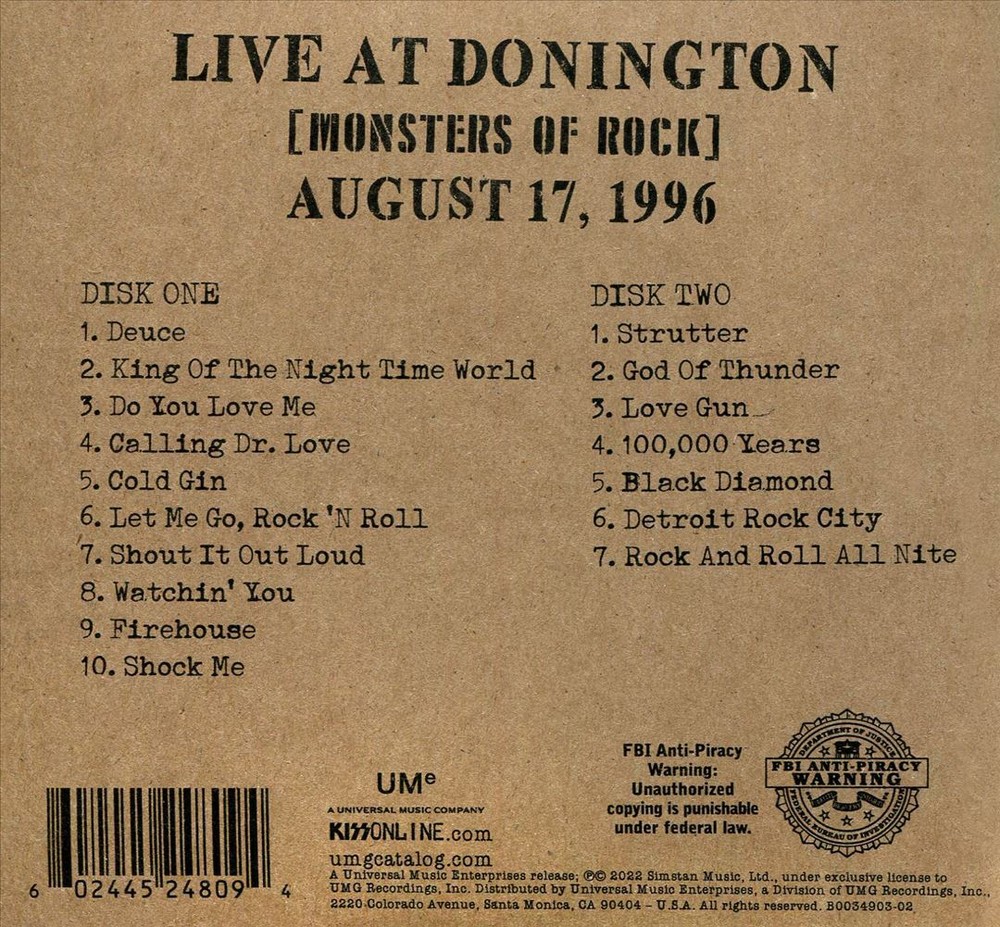 LIVE AT DONINGTON
[MONSTERS OF ROCK]
AUGUST 17, 1996
DISK ONE
1. Deuce
2. King Of The Night Time World
3. Do You Love Me
4. Calling Dr. Love
5. Cold Gin
6. Let Me Go, Rock 'N Roll
7. Shout It Out Loud
8. Watchin' You
9. Firehouse
10. Shock Me
DISK TWO
1. Strutter
2. God Of Thunder
3. Love Gun
4. 100,000 Years
5. Black Diamond
6. Detroit Rock City
7. Rock And Roll All Nite
6 02445 24809 4
UMe
A UNIVERSAL MUSIC COMPANY
KISSONLINE.com
umgcatalog.com
FBI Anti-Piracy
Warning:
Unauthorized
copying is punishable
under federal law.
DEPARTMENT OF JUSTICE
FBI ANTI-PIRACY
WARNING
FEDERAL BUREAU OF INVESTIGATION
A Universal Music Enterprises release; ℗© 2022 Simstan Music, Ltd., under exclusive license to
UMG Recordings, Inc. Distributed by Universal Music Enterprises, a Division of UMG Recordings, Inc.,
2220 Colorado Avenue, Santa Monica, CA 90404 – U.S.A. All rights reserved. B0034903-02